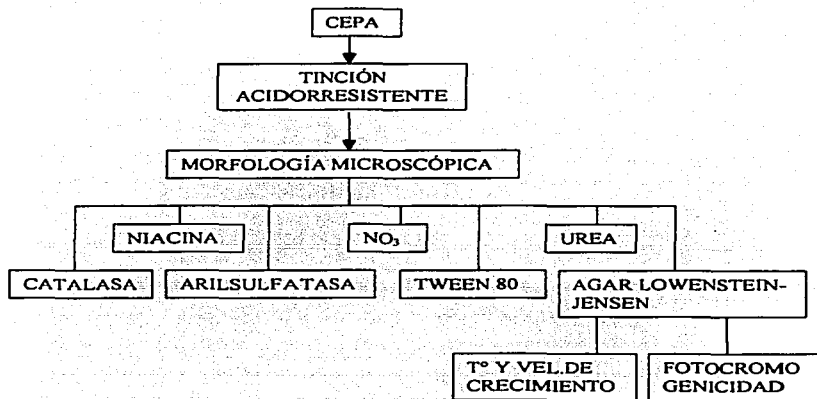 CEPA
TINCIÓN
ACIDORRESISTENTE
MORFOLOGÍA MICROSCÓPICA
NIACINA
NO₃
UREA
CATALASA
ARILSULFATASA
TWEEN 80
AGAR LOWENSTEIN-
JENSEN
Tº Y VEL.DE
CRECIMIENTO
FOTOCROMO
GENICIDAD